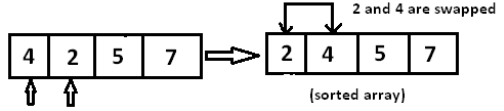 2 and 4 are swapped
4 2 5 7
2 4 5 7
(sorted array)